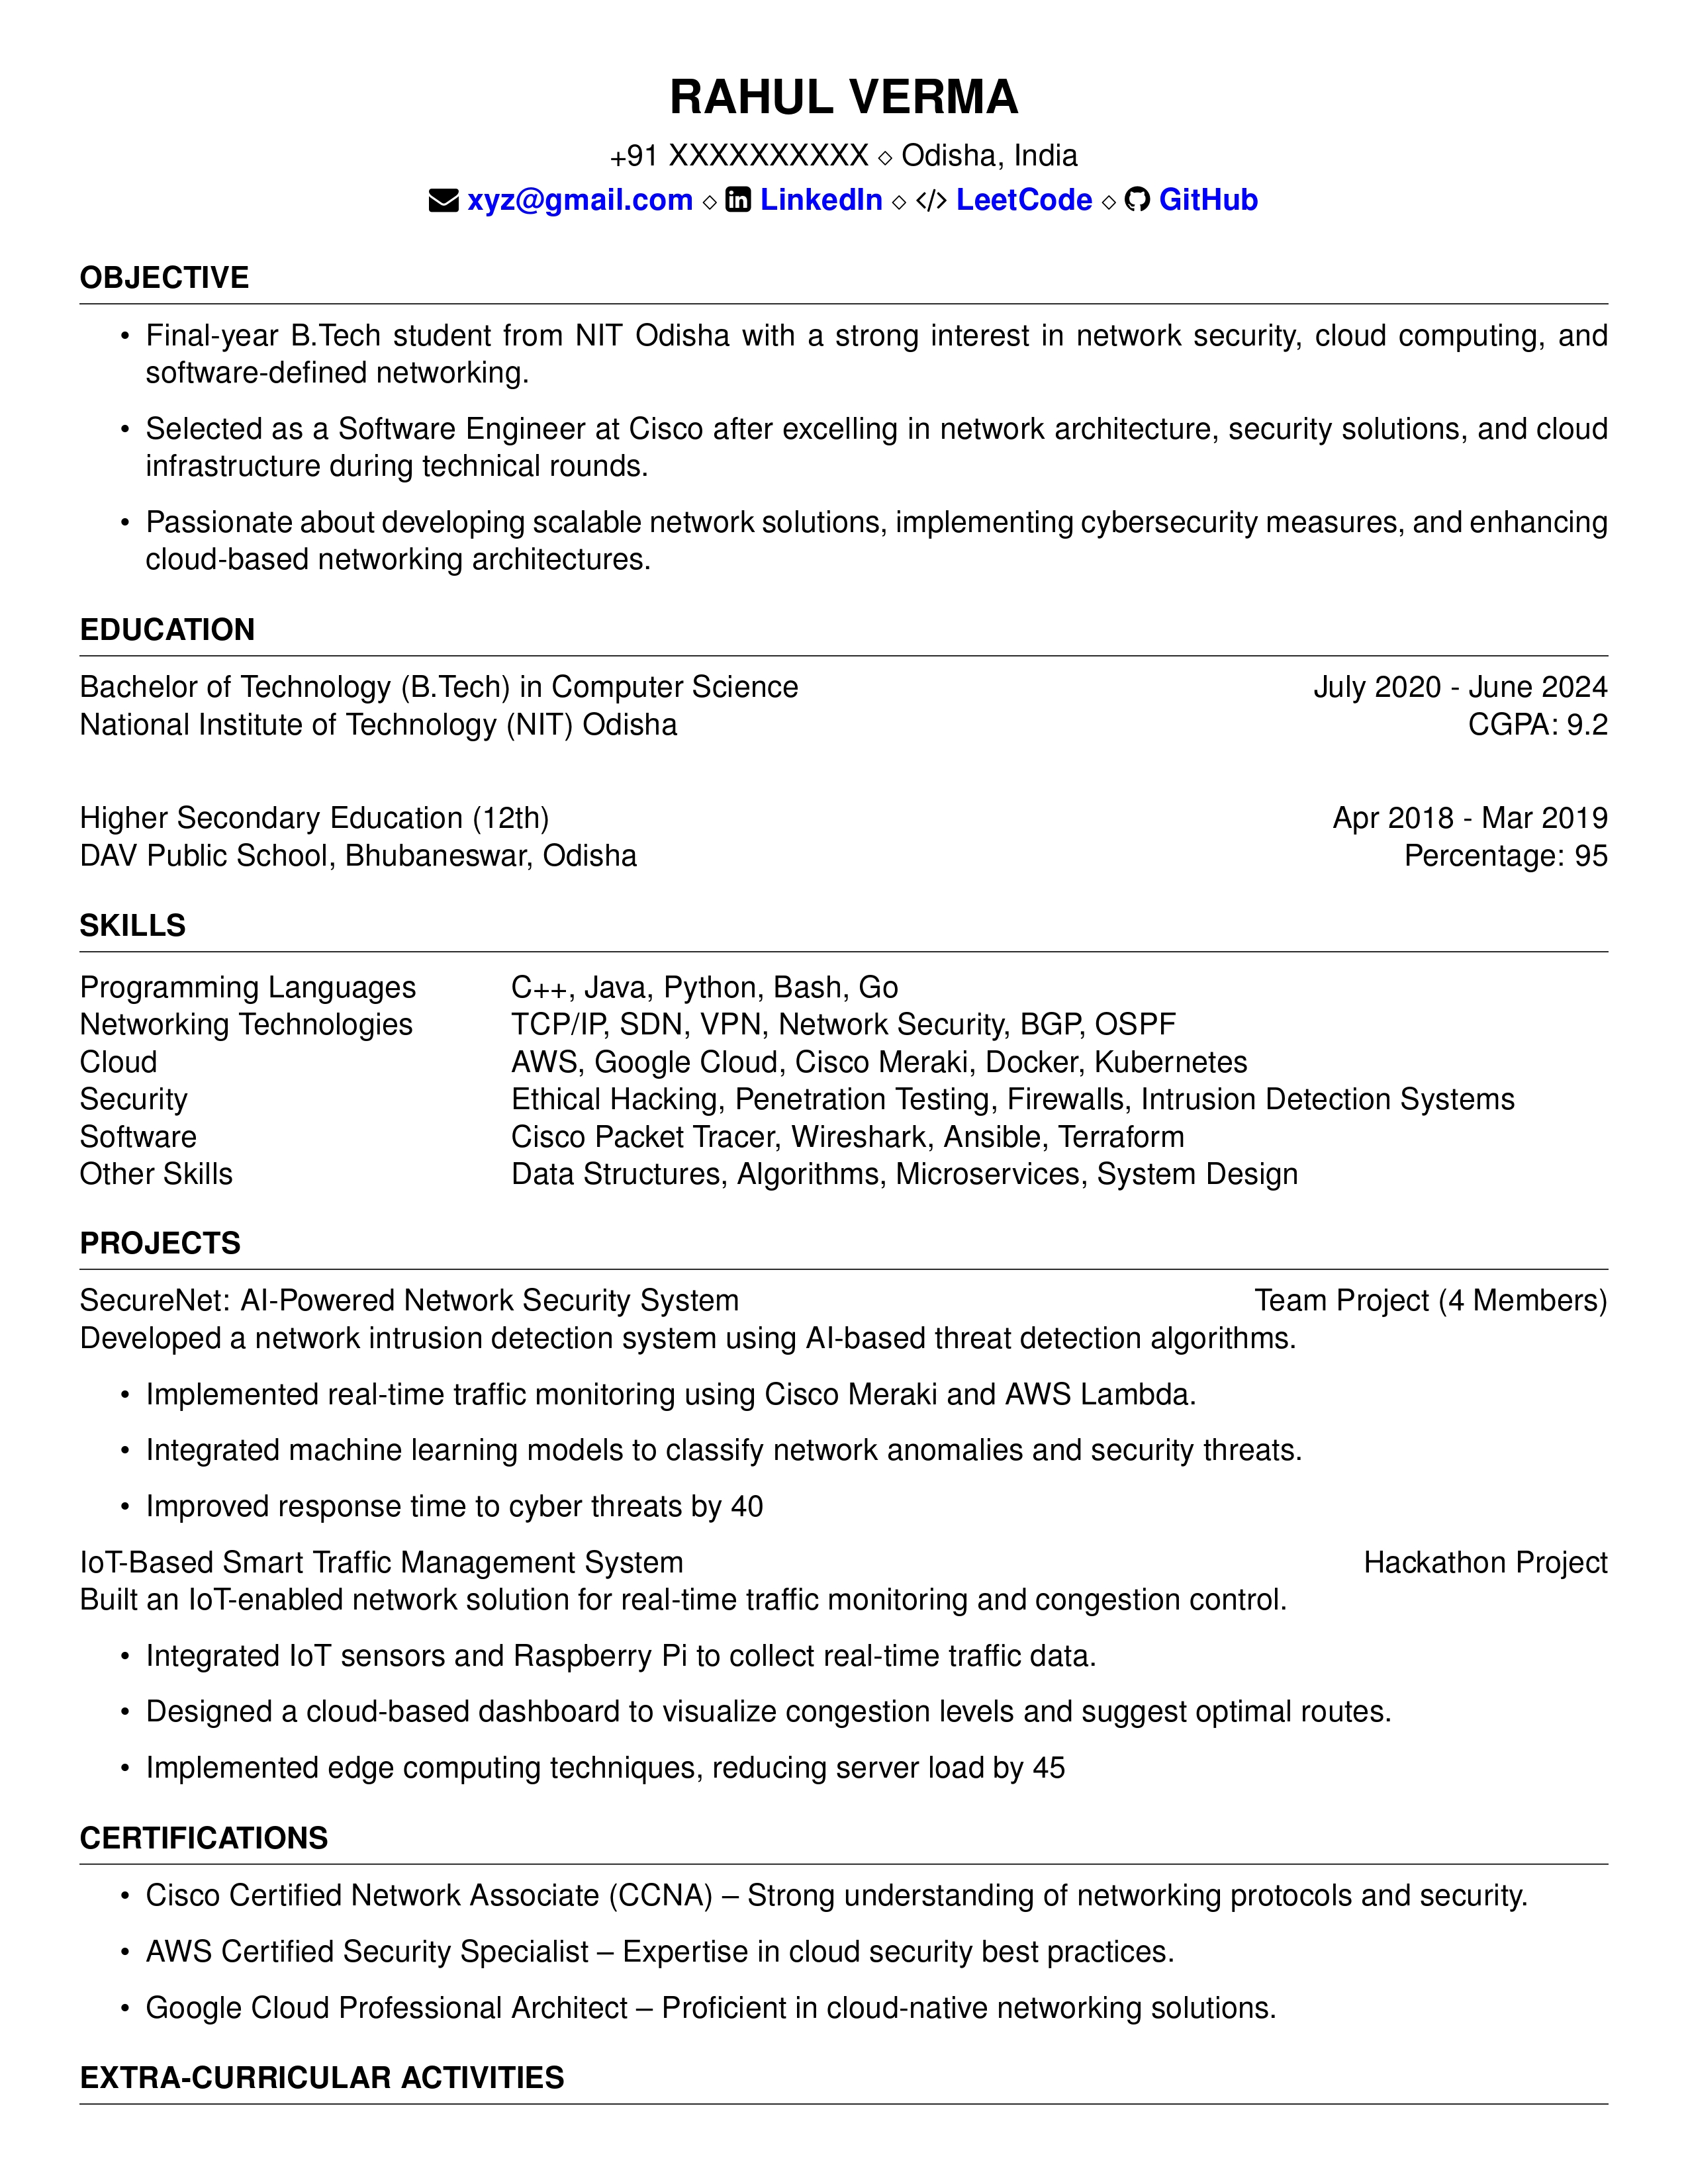 RAHUL VERMA
+91 XXXXXXXXXX ⋄ Odisha, India
xyz@gmail.com ⋄ LinkedIn ⋄ </> LeetCode ⋄ GitHub
OBJECTIVE
• Final-year B.Tech student from NIT Odisha with a strong interest in network security, cloud computing, and
software-defined networking.
• Selected as a Software Engineer at Cisco after excelling in network architecture, security solutions, and cloud
infrastructure during technical rounds.
• Passionate about developing scalable network solutions, implementing cybersecurity measures, and enhancing
cloud-based networking architectures.
EDUCATION
Bachelor of Technology (B.Tech) in Computer Science July 2020 - June 2024
National Institute of Technology (NIT) Odisha CGPA: 9.2
Higher Secondary Education (12th) Apr 2018 - Mar 2019
DAV Public School, Bhubaneswar, Odisha Percentage: 95
SKILLS
Programming Languages C++, Java, Python, Bash, Go
Networking Technologies TCP/IP, SDN, VPN, Network Security, BGP, OSPF
Cloud AWS, Google Cloud, Cisco Meraki, Docker, Kubernetes
Security Ethical Hacking, Penetration Testing, Firewalls, Intrusion Detection Systems
Software Cisco Packet Tracer, Wireshark, Ansible, Terraform
Other Skills Data Structures, Algorithms, Microservices, System Design
PROJECTS
SecureNet: AI-Powered Network Security System Team Project (4 Members)
Developed a network intrusion detection system using AI-based threat detection algorithms.
• Implemented real-time traffic monitoring using Cisco Meraki and AWS Lambda.
• Integrated machine learning models to classify network anomalies and security threats.
• Improved response time to cyber threats by 40
IoT-Based Smart Traffic Management System Hackathon Project
Built an IoT-enabled network solution for real-time traffic monitoring and congestion control.
• Integrated IoT sensors and Raspberry Pi to collect real-time traffic data.
• Designed a cloud-based dashboard to visualize congestion levels and suggest optimal routes.
• Implemented edge computing techniques, reducing server load by 45
CERTIFICATIONS
• Cisco Certified Network Associate (CCNA) – Strong understanding of networking protocols and security.
• AWS Certified Security Specialist – Expertise in cloud security best practices.
• Google Cloud Professional Architect – Proficient in cloud-native networking solutions.
EXTRA-CURRICULAR ACTIVITIES